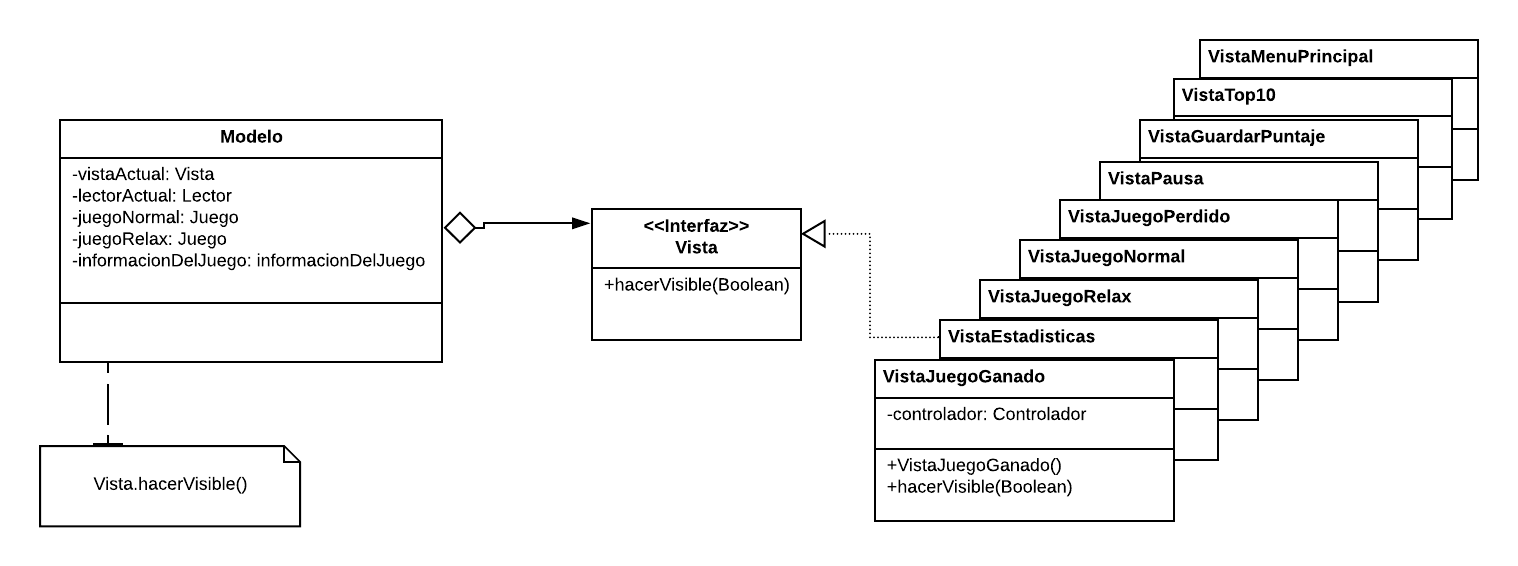 Modelo
-vistaActual: Vista
-lectorActual: Lector
-juegoNormal: Juego
-juegoRelax: Juego
-informacionDelJuego: informacionDelJuego
Vista.hacerVisible()
<<Interfaz>>
Vista
+hacerVisible(Boolean)
VistaMenuPrincipal
VistaTop10
VistaGuardarPuntaje
VistaPausa
VistaJuegoPerdido
VistaJuegoNormal
VistaJuegoRelax
VistaEstadisticas
VistaJuegoGanado
-controlador: Controlador
+VistaJuegoGanado()
+hacerVisible(Boolean)